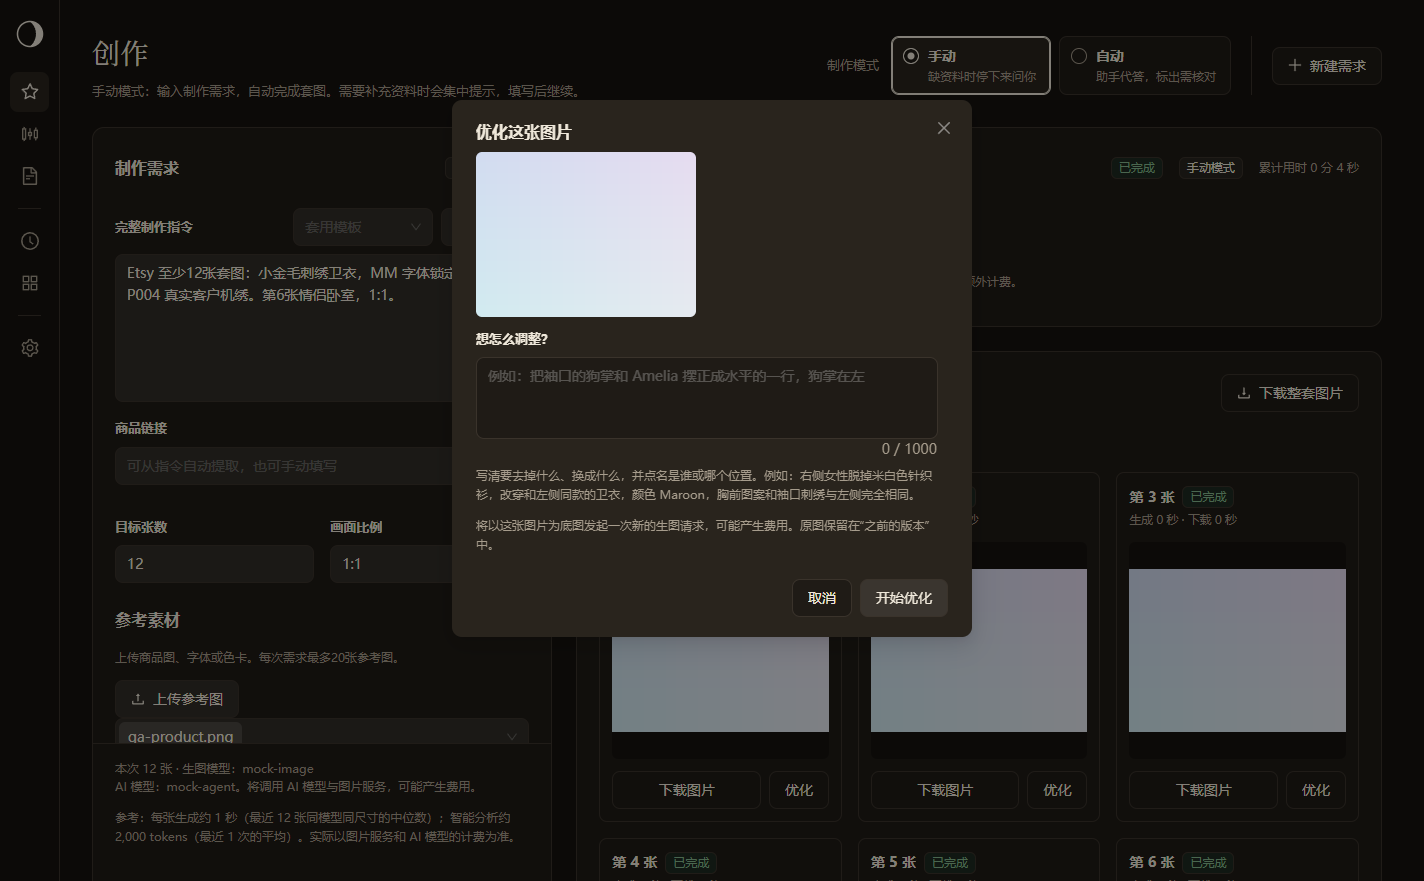 创作
手动模式：输入制作需求，自动完成套图。需要补充资料时会集中提示，填写后继续。
制作模式
手动
缺资料时停下来问你
自动
助手代答，标出需核对
新建需求
制作需求
完整制作指令
套用模板
Etsy 至少12张套图：小金毛刺绣卫衣，MM 字体锁定
P004 真实客户机绣。第6张情侣卧室，1:1。
商品链接
可从指令自动提取，也可手动填写
目标张数
画面比例
12
1:1
参考素材
上传商品图、字体或色卡。每次需求最多20张参考图。
上传参考图
qa-product.png
本次 12 张 · 生图模型：mock-image
AI 模型：mock-agent。将调用 AI 模型与图片服务，可能产生费用。
参考：每张生成约 1 秒（最近 12 张同模型同尺寸的中位数）；智能分析约
2,000 tokens（最近 1 次的平均）。实际以图片服务和 AI 模型的计费为准。
优化这张图片
想怎么调整？
例如：把袖口的狗掌和 Amelia 摆正成水平的一行，狗掌在左
0 / 1000
写清要去掉什么、换成什么，并点名是谁或哪个位置。例如：右侧女性脱掉米白色针织
衫，改穿和左侧同款的卫衣，颜色 Maroon，胸前图案和袖口刺绣与左侧完全相同。
将以这张图片为底图发起一次新的生图请求，可能产生费用。原图保留在“之前的版本”
中。
取消
开始优化
已完成
手动模式
累计用时 0 分 4 秒
外计费。
下载整套图片
秒
第 3 张
已完成
生成 0 秒 · 下载 0 秒
下载图片
优化
下载图片
优化
下载图片
优化
第 4 张
已完成
第 5 张
已完成
第 6 张
已完成